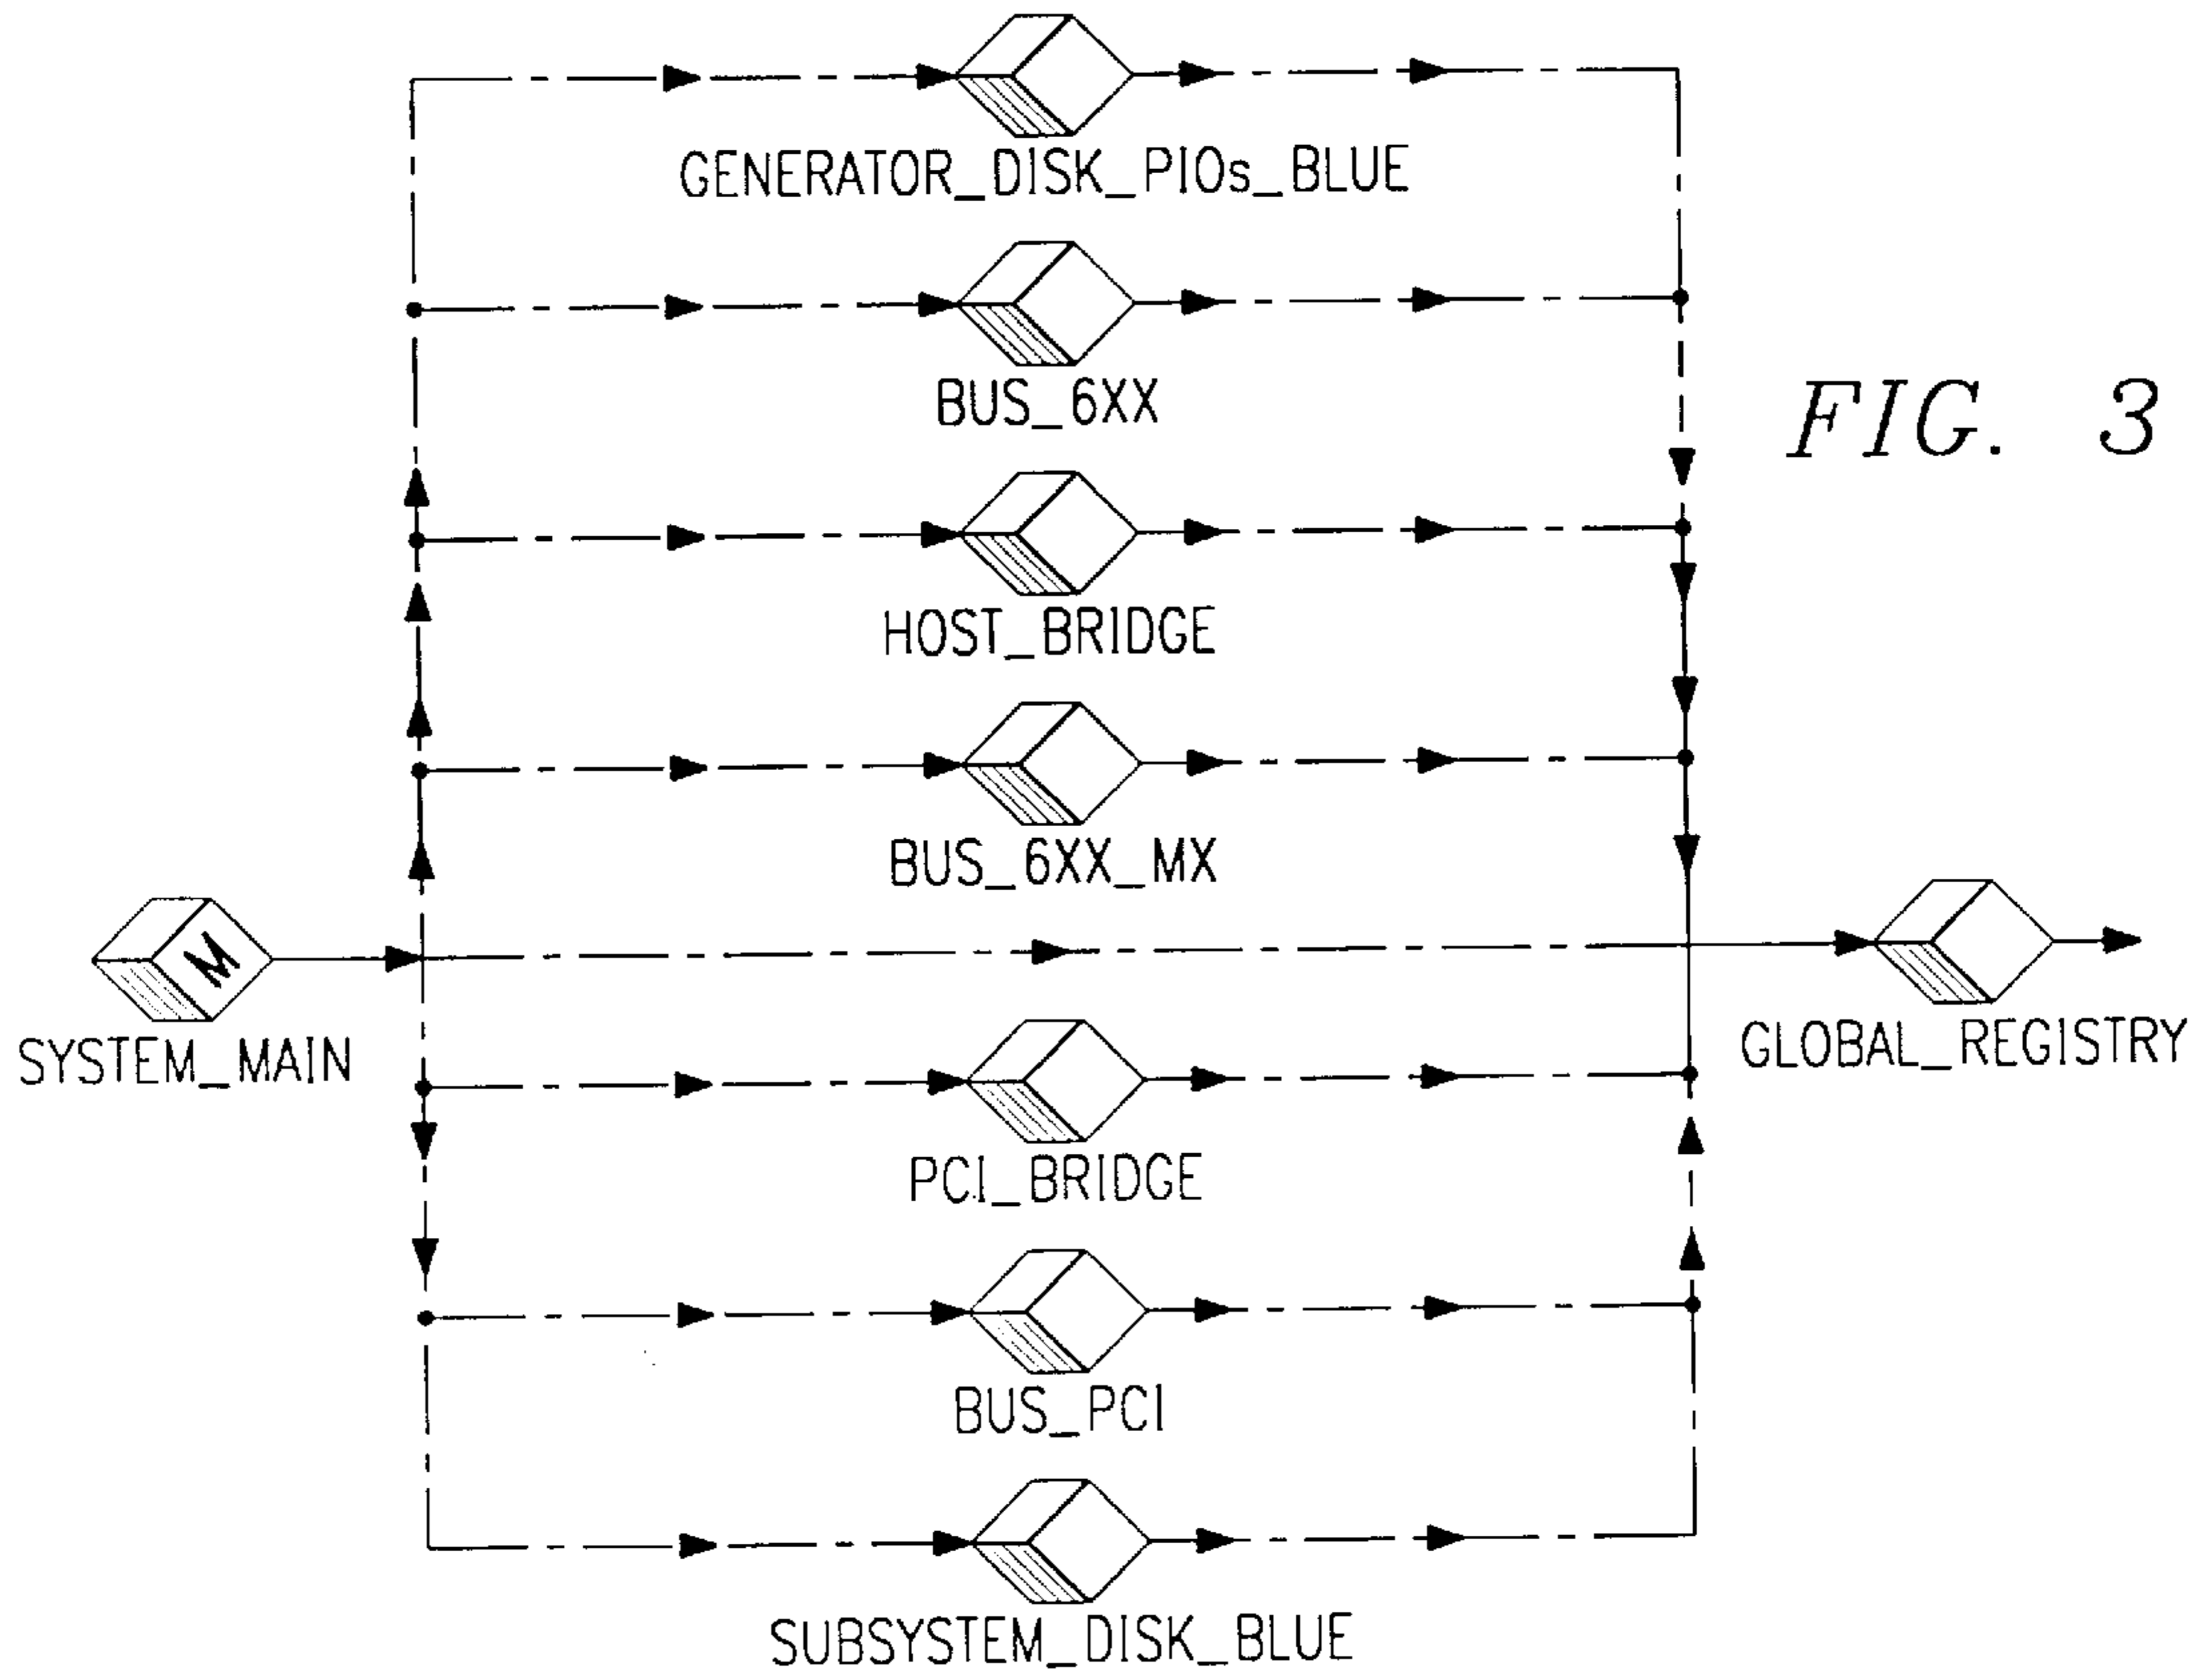 GENERATOR_DISK_PIOs_BLUE
BUS_6XX
FIG. 3
HOST_BRIDGE
BUS_6XX_MX
M
SYSTEM_MAIN
GLOBAL_REGISTRY
PCI_BRIDGE
BUS_PCI
SUBSYSTEM_DISK_BLUE